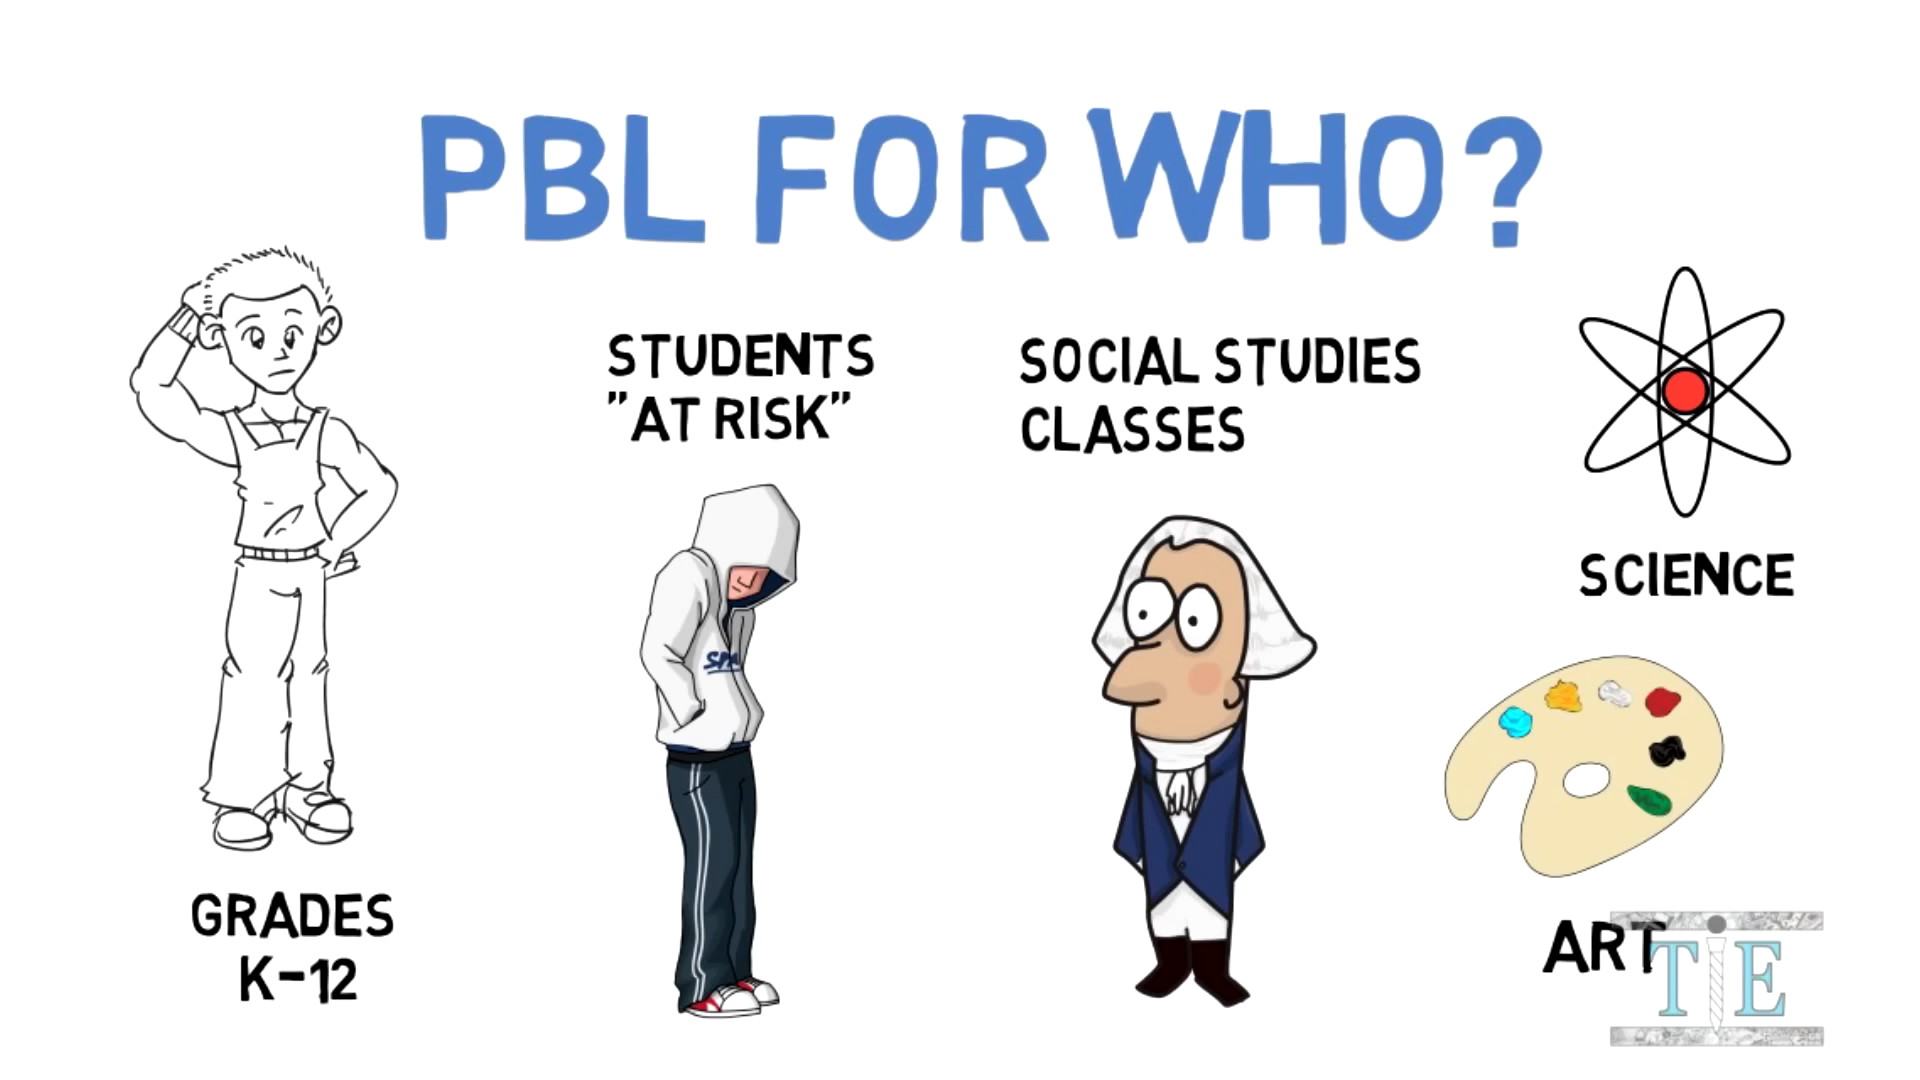 PBL FOR WHO?
STUDENTS
"AT RISK"
SOCIAL STUDIES
CLASSES
SCIENCE
GRADES
K-12
ART
TIE